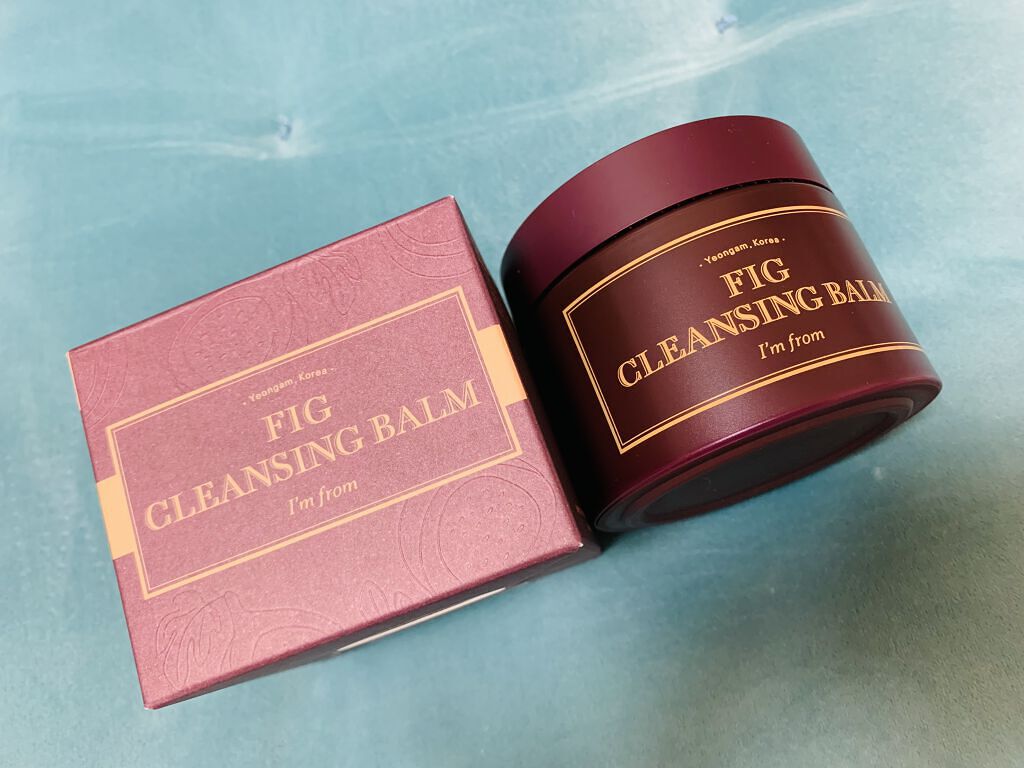 · Yeongam, Korea ·
FIG
CLEANSING BALM
I'm from
· Yeongam, Korea ·
FIG
CLEANSING BALM
I'm from